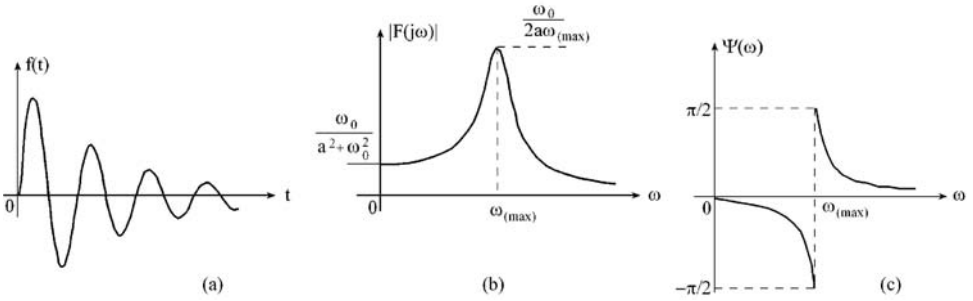 f(t)
0
t
(a)
|F(jω)|
ω₀
2aω(max)
ω₀
a²+ω₀²
0
ω(max)
ω
(b)
Ψ(ω)
π/2
0
ω(max)
ω
−π/2
(c)